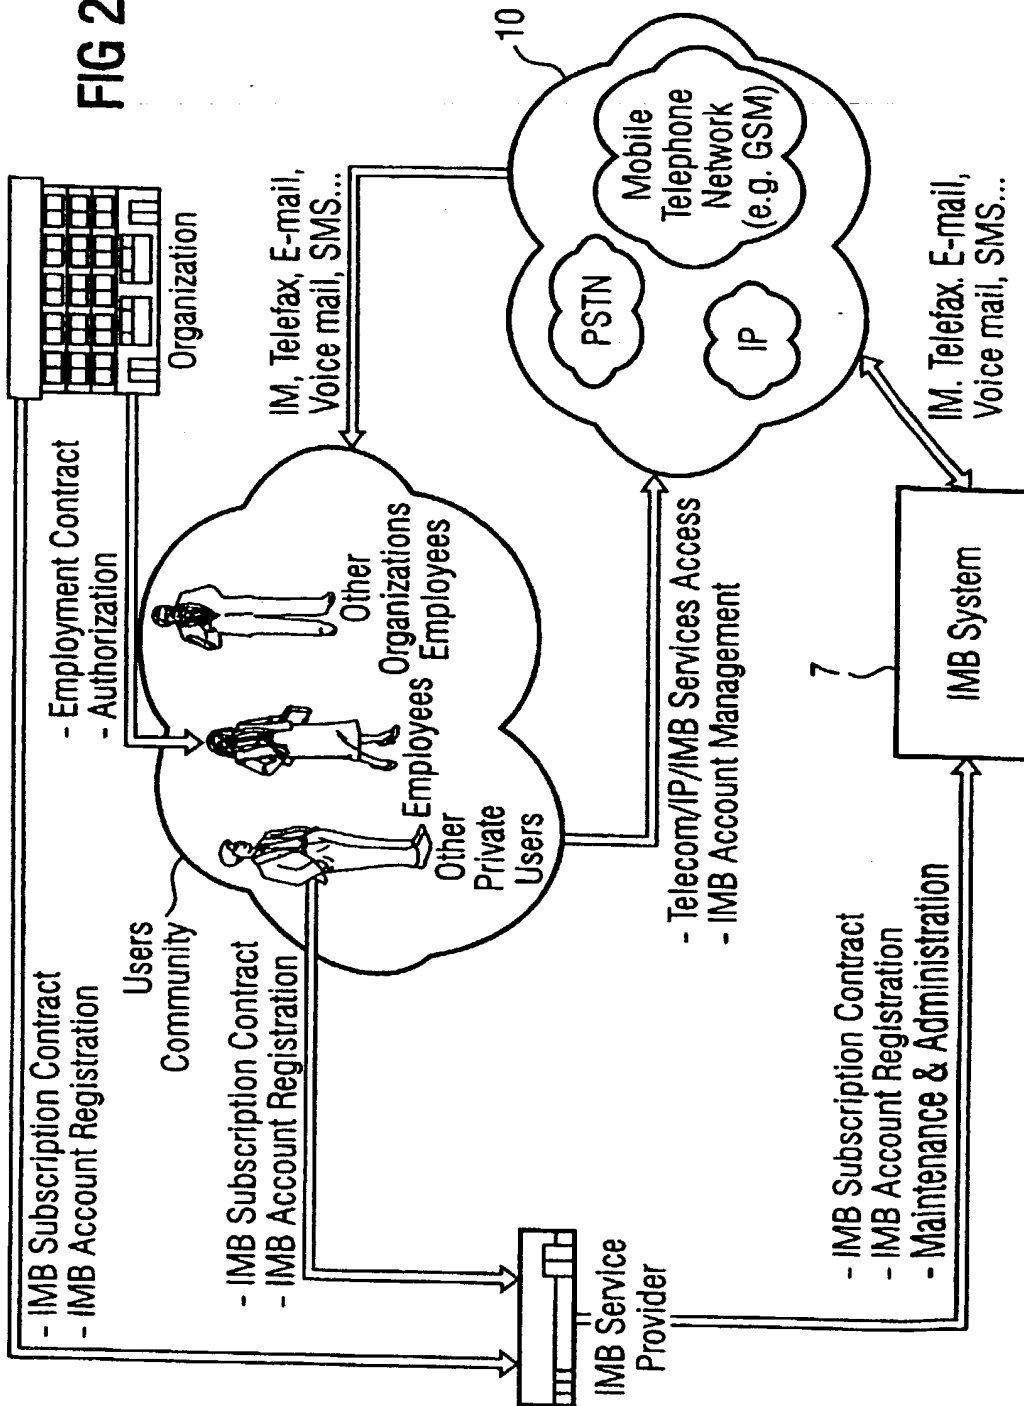 FIG 2
- IMB Subscription Contract
- IMB Account Registration
- Employment Contract
- Authorization
Organization
Users
Community
- IMB Subscription Contract
- IMB Account Registration
Other
Private
Users
Employees
Other
Organizations
Employees
IM, Telefax, E-mail,
Voice mail, SMS...
IMB Service
Provider
- Telecom/IP/IMB Services Access
- IMB Account Management
PSTN
IP
Mobile
Telephone
Network
(e.g. GSM)
10
- IMB Subscription Contract
- IMB Account Registration
- Maintenance & Administration
7
IMB System
IM. Telefax. E-mail,
Voice mail, SMS...